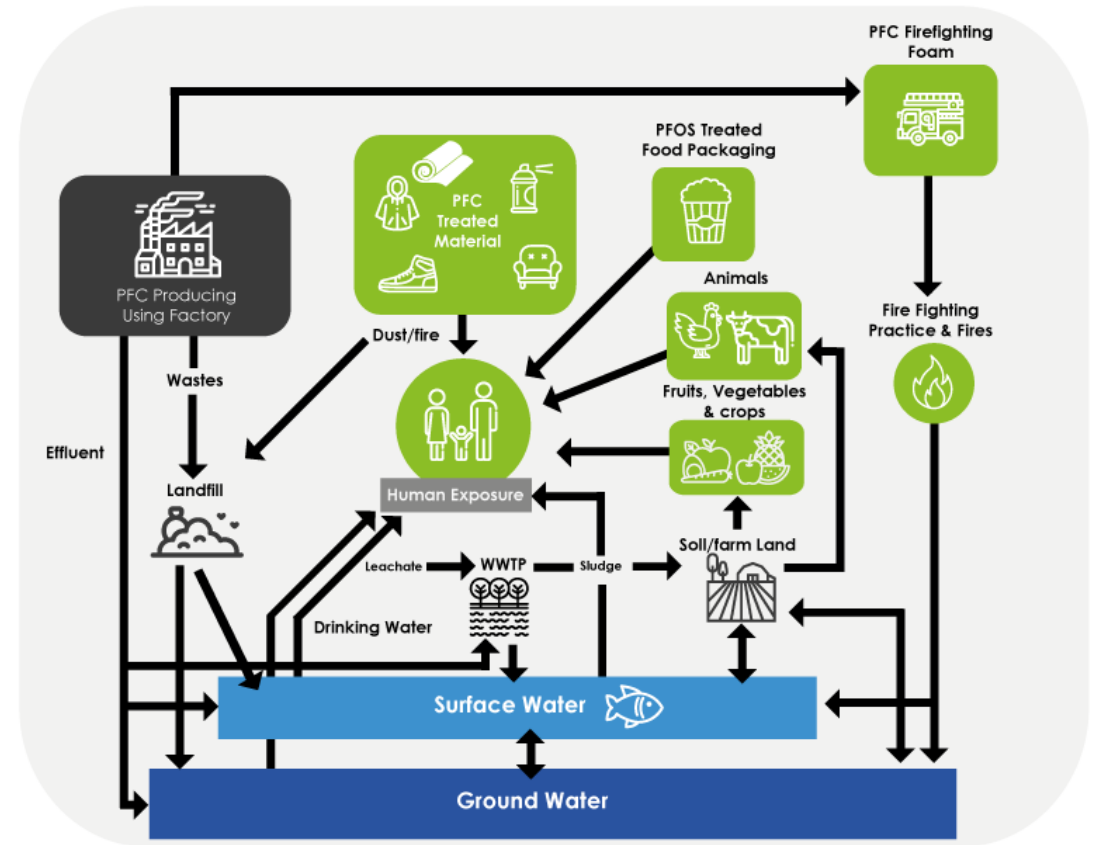 PFC Firefighting
Foam
PFOS Treated
Food Packaging
PFC
Treated
Material
PFC Producing
Using Factory
Animals
Fire Fighting
Practice & Fires
Dust/fire
Wastes
Fruits, Vegetables
& crops
Effluent
Landfill
Human Exposure
Soll/farm Land
Leachate
WWTP
Sludge
Drinking Water
Surface Water
Ground Water